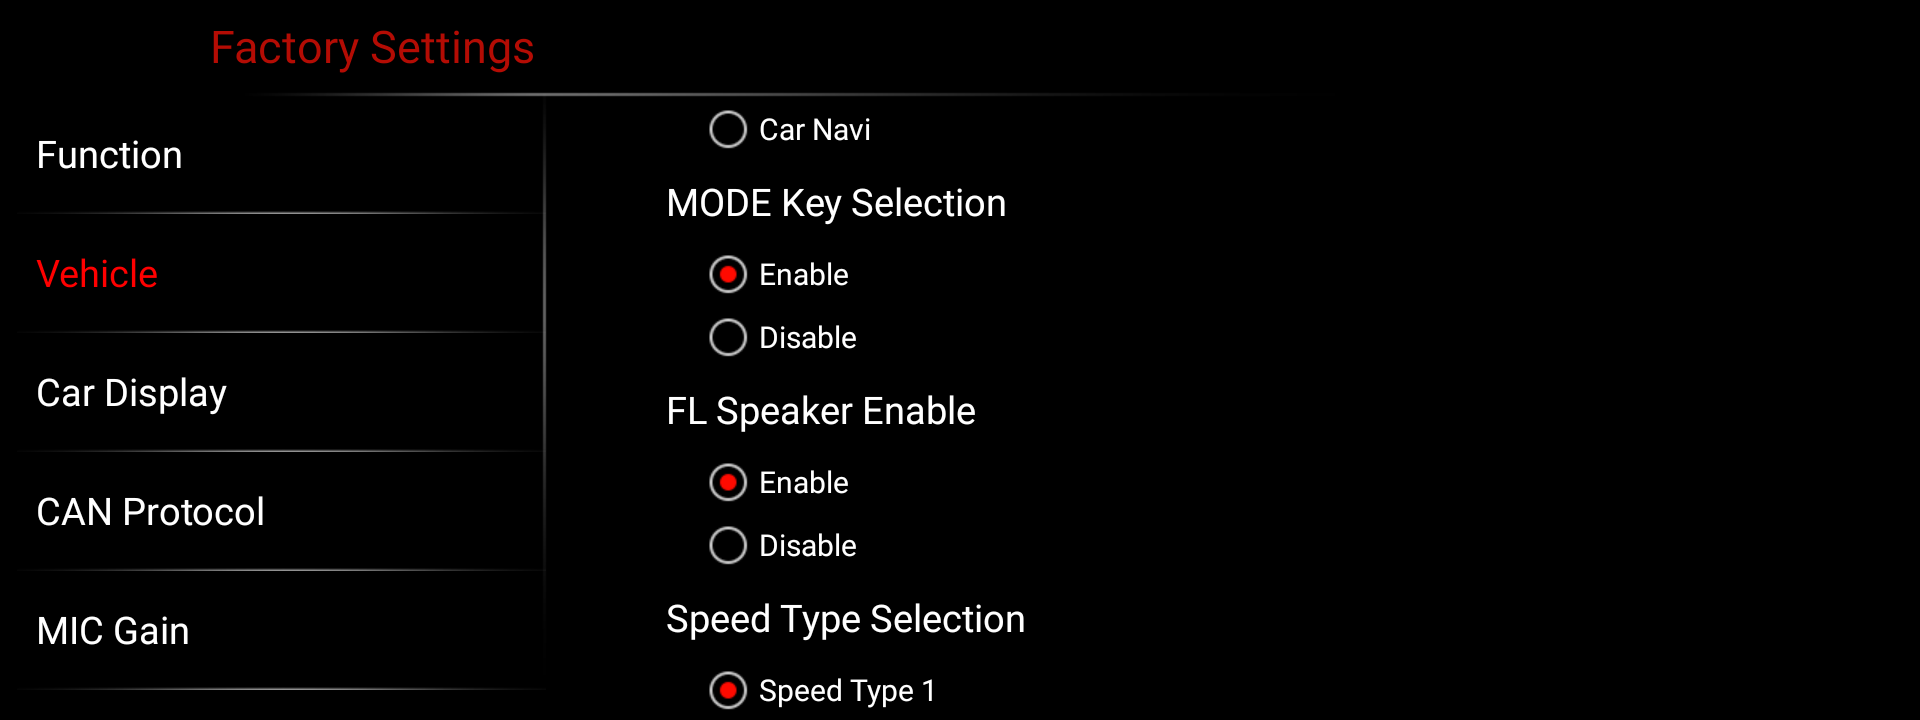 Factory Settings
Function
Vehicle
Car Display
CAN Protocol
MIC Gain
Car Navi
MODE Key Selection
Enable
Disable
FL Speaker Enable
Enable
Disable
Speed Type Selection
Speed Type 1